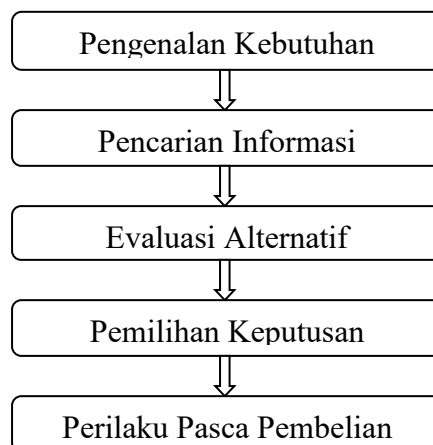 Pengenalan Kebutuhan
Pencarian Informasi
Evaluasi Alternatif
Pemilihan Keputusan
Perilaku Pasca Pembelian